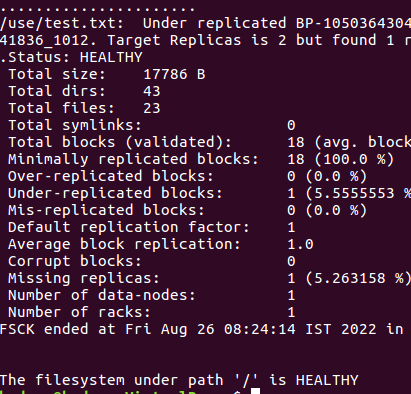 ......................
/use/test.txt: Under replicated BP-1050364304
41836_1012. Target Replicas is 2 but found 1
.Status: HEALTHY
Total size: 17786 B
Total dirs: 43
Total files: 23
Total symlinks: 0
Total blocks (validated): 18 (avg. block
Minimally replicated blocks: 18 (100.0 %)
Over-replicated blocks: 0 (0.0 %)
Under-replicated blocks: 1 (5.5555553 %
Mis-replicated blocks: 0 (0.0 %)
Default replication factor: 1
Average block replication: 1.0
Corrupt blocks: 0
Missing replicas: 1 (5.263158 %)
Number of data-nodes: 1
Number of racks: 1
FSCK ended at Fri Aug 26 08:24:14 IST 2022 in
The filesystem under path '/' is HEALTHY